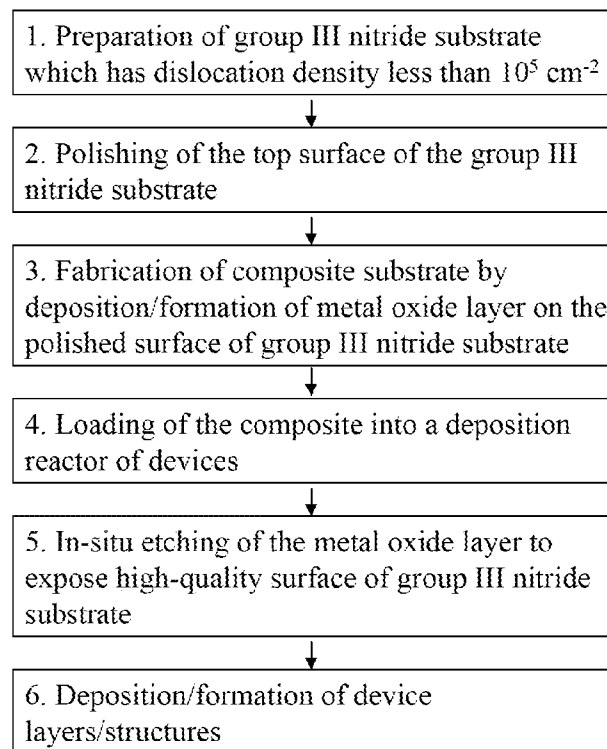 1. Preparation of group III nitride substrate
which has dislocation density less than 10⁵ cm⁻²
2. Polishing of the top surface of the group III
nitride substrate
3. Fabrication of composite substrate by
deposition/formation of metal oxide layer on the
polished surface of group III nitride substrate
4. Loading of the composite into a deposition
reactor of devices
5. In-situ etching of the metal oxide layer to
expose high-quality surface of group III nitride
substrate
6. Deposition/formation of device
layers/structures